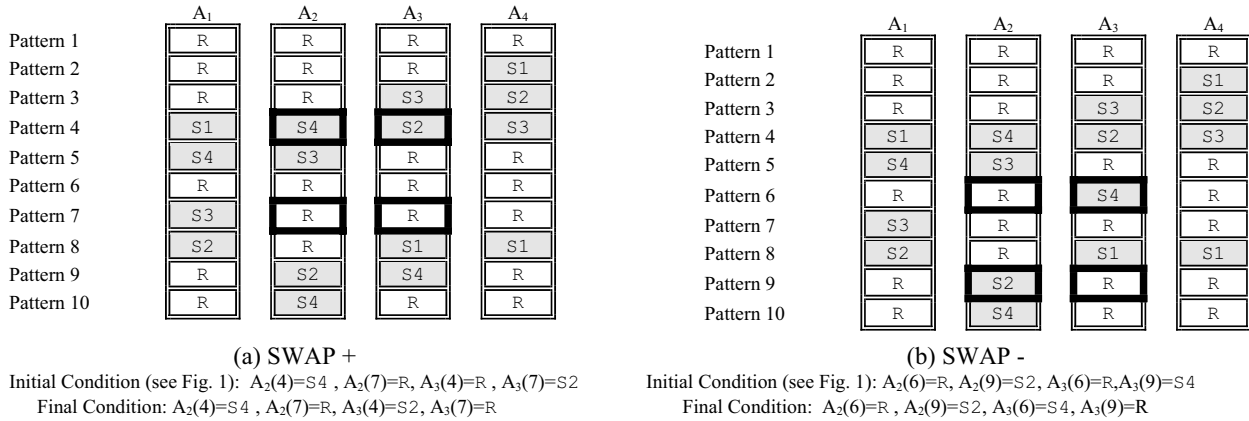 A₁ A₂ A₃ A₄
Pattern 1 R R R R
Pattern 2 R R R S1
Pattern 3 R R S3 S2
Pattern 4 S1 S4 S2 S3
Pattern 5 S4 S3 R R
Pattern 6 R R R R
Pattern 7 S3 R R R
Pattern 8 S2 R S1 S1
Pattern 9 R S2 S4 R
Pattern 10 R S4 R R
(a) SWAP +
Initial Condition (see Fig. 1): A₂(4)=S4 , A₂(7)=R, A₃(4)=R , A₃(7)=S2
Final Condition: A₂(4)=S4 , A₂(7)=R, A₃(4)=S2, A₃(7)=R
A₁ A₂ A₃ A₄
Pattern 1 R R R R
Pattern 2 R R R S1
Pattern 3 R R S3 S2
Pattern 4 S1 S4 S2 S3
Pattern 5 S4 S3 R R
Pattern 6 R R S4 R
Pattern 7 S3 R R R
Pattern 8 S2 R S1 S1
Pattern 9 R S2 R R
Pattern 10 R S4 R R
(b) SWAP -
Initial Condition (see Fig. 1): A₂(6)=R, A₂(9)=S2, A₃(6)=R,A₃(9)=S4
Final Condition: A₂(6)=R , A₂(9)=S2, A₃(6)=S4, A₃(9)=R